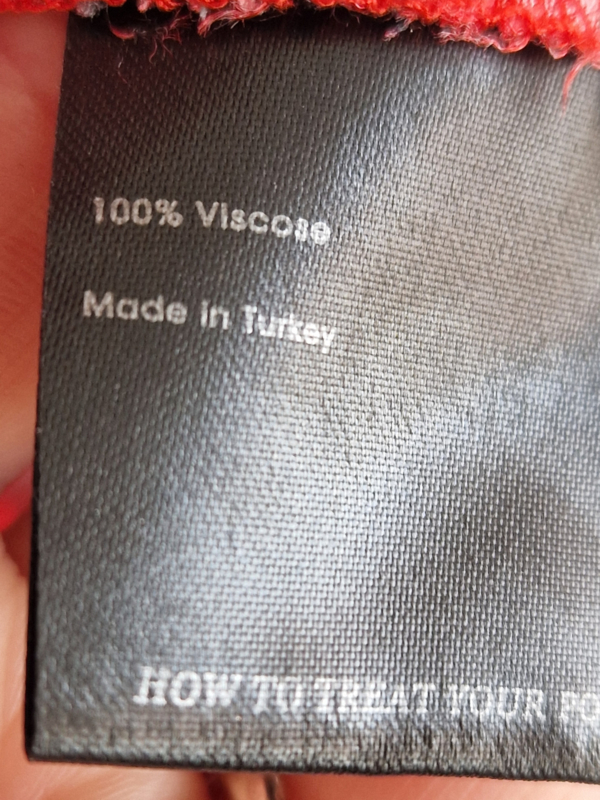 100% Viscose
Made in Turkey
HOW TO TREAT YOUR